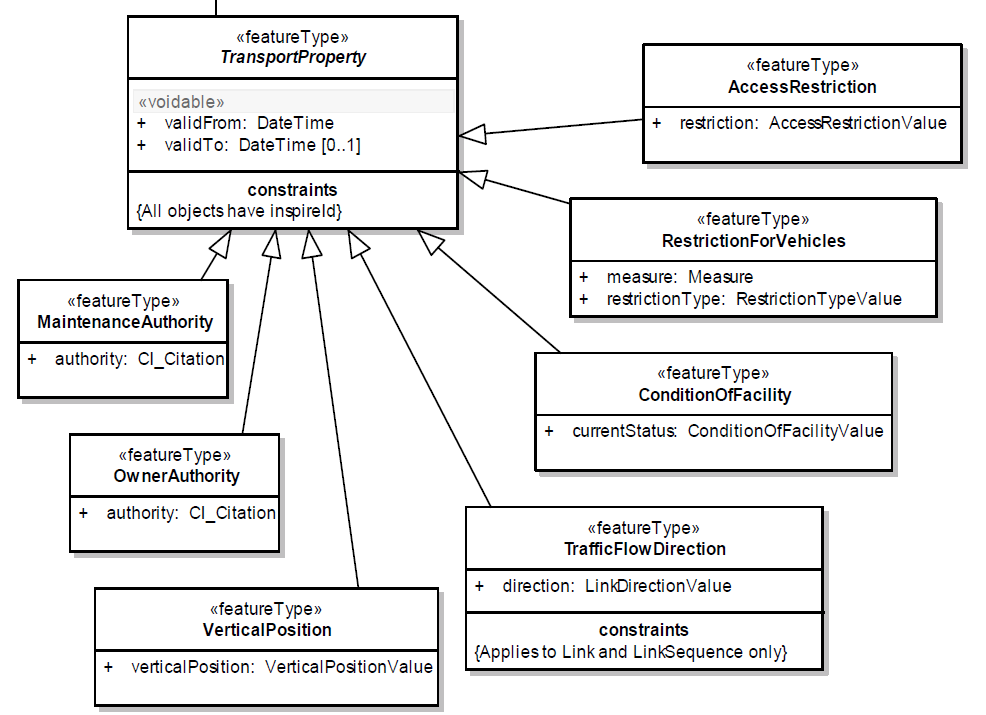 «featureType»
TransportProperty
«voidable»
+ validFrom: DateTime
+ validTo: DateTime [0..1]
constraints
{All objects have inspireId}
«featureType»
AccessRestriction
+ restriction: AccessRestrictionValue
«featureType»
RestrictionForVehicles
+ measure: Measure
+ restrictionType: RestrictionTypeValue
«featureType»
MaintenanceAuthority
+ authority: CI_Citation
«featureType»
ConditionOfFacility
+ currentStatus: ConditionOfFacilityValue
«featureType»
OwnerAuthority
+ authority: CI_Citation
«featureType»
TrafficFlowDirection
+ direction: LinkDirectionValue
constraints
{Applies to Link and LinkSequence only}
«featureType»
VerticalPosition
+ verticalPosition: VerticalPositionValue